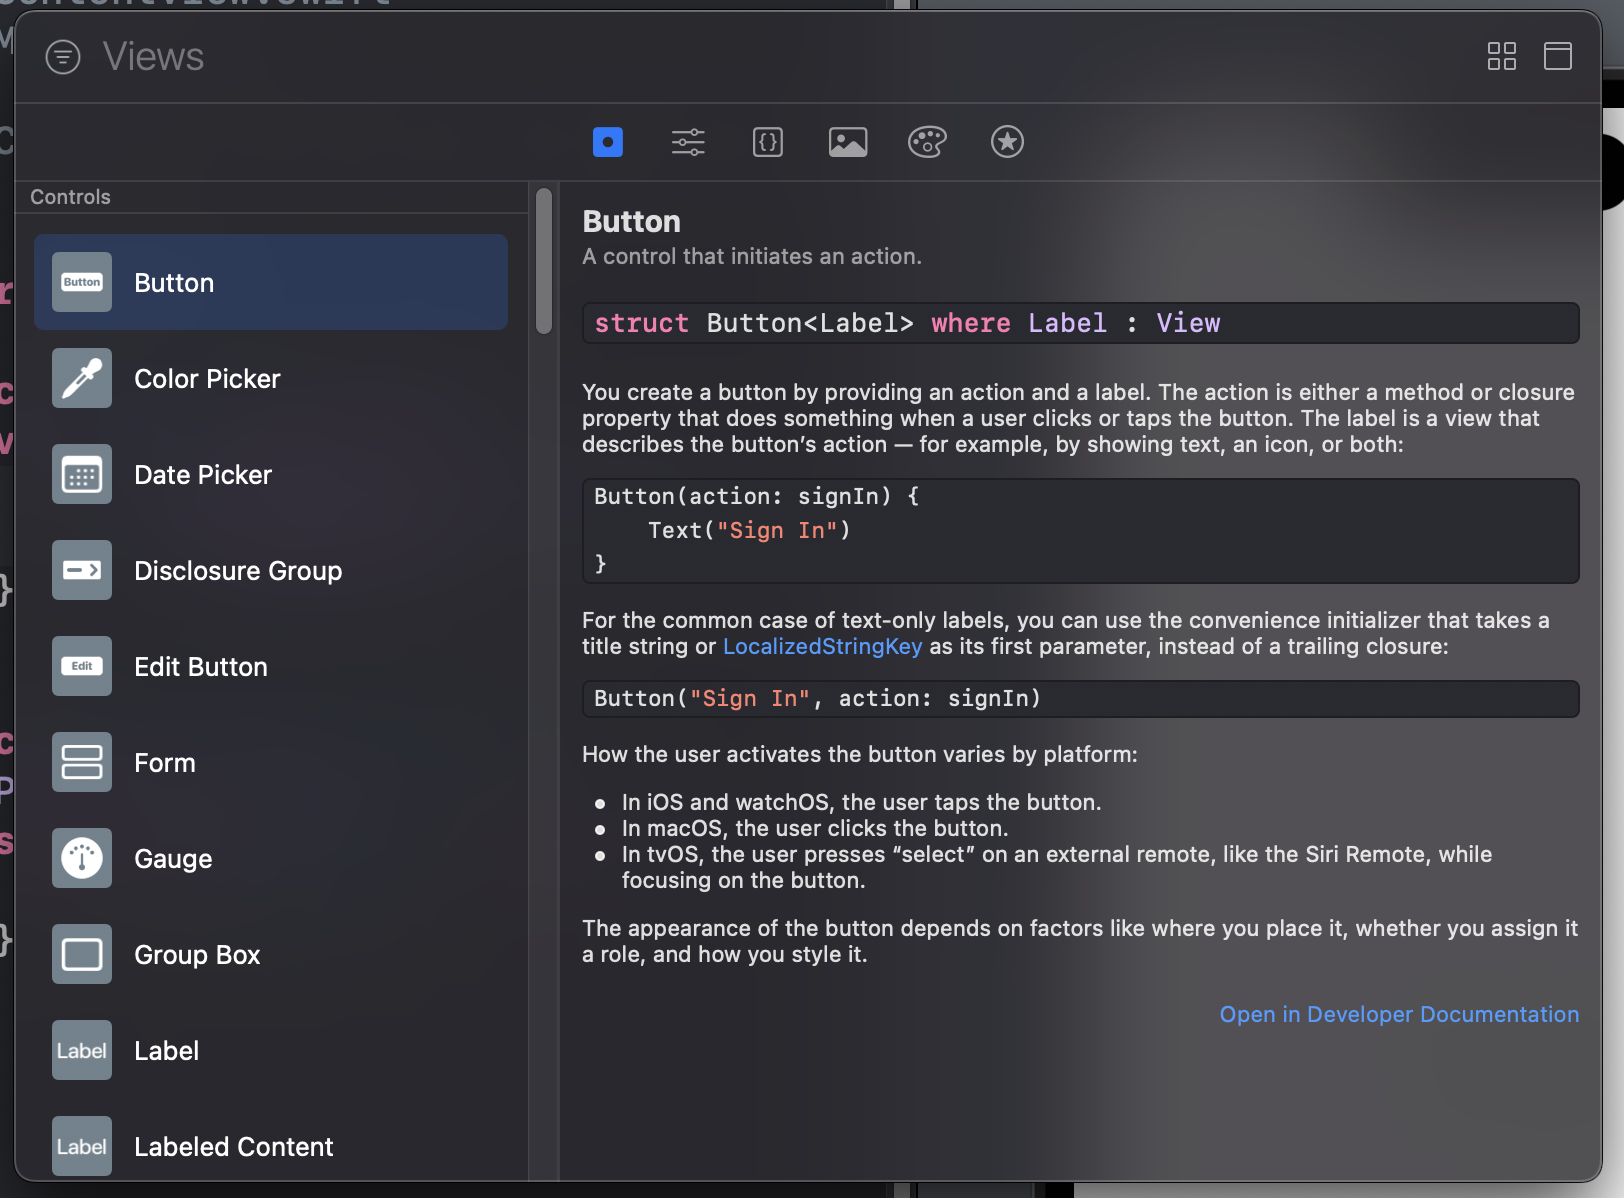 Views
Controls
Button
Button
Color Picker
Date Picker
Disclosure Group
Edit
Edit Button
Form
Gauge
Group Box
Label
Label
Label
Labeled Content
Button
A control that initiates an action.
struct Button<Label> where Label : View
You create a button by providing an action and a label. The action is either a method or closure
property that does something when a user clicks or taps the button. The label is a view that
describes the button’s action — for example, by showing text, an icon, or both:
Button(action: signIn) {
    Text("Sign In")
}
For the common case of text-only labels, you can use the convenience initializer that takes a
title string or LocalizedStringKey as its first parameter, instead of a trailing closure:
Button("Sign In", action: signIn)
How the user activates the button varies by platform:
• In iOS and watchOS, the user taps the button.
• In macOS, the user clicks the button.
• In tvOS, the user presses “select” on an external remote, like the Siri Remote, while
focusing on the button.
The appearance of the button depends on factors like where you place it, whether you assign it
a role, and how you style it.
Open in Developer Documentation